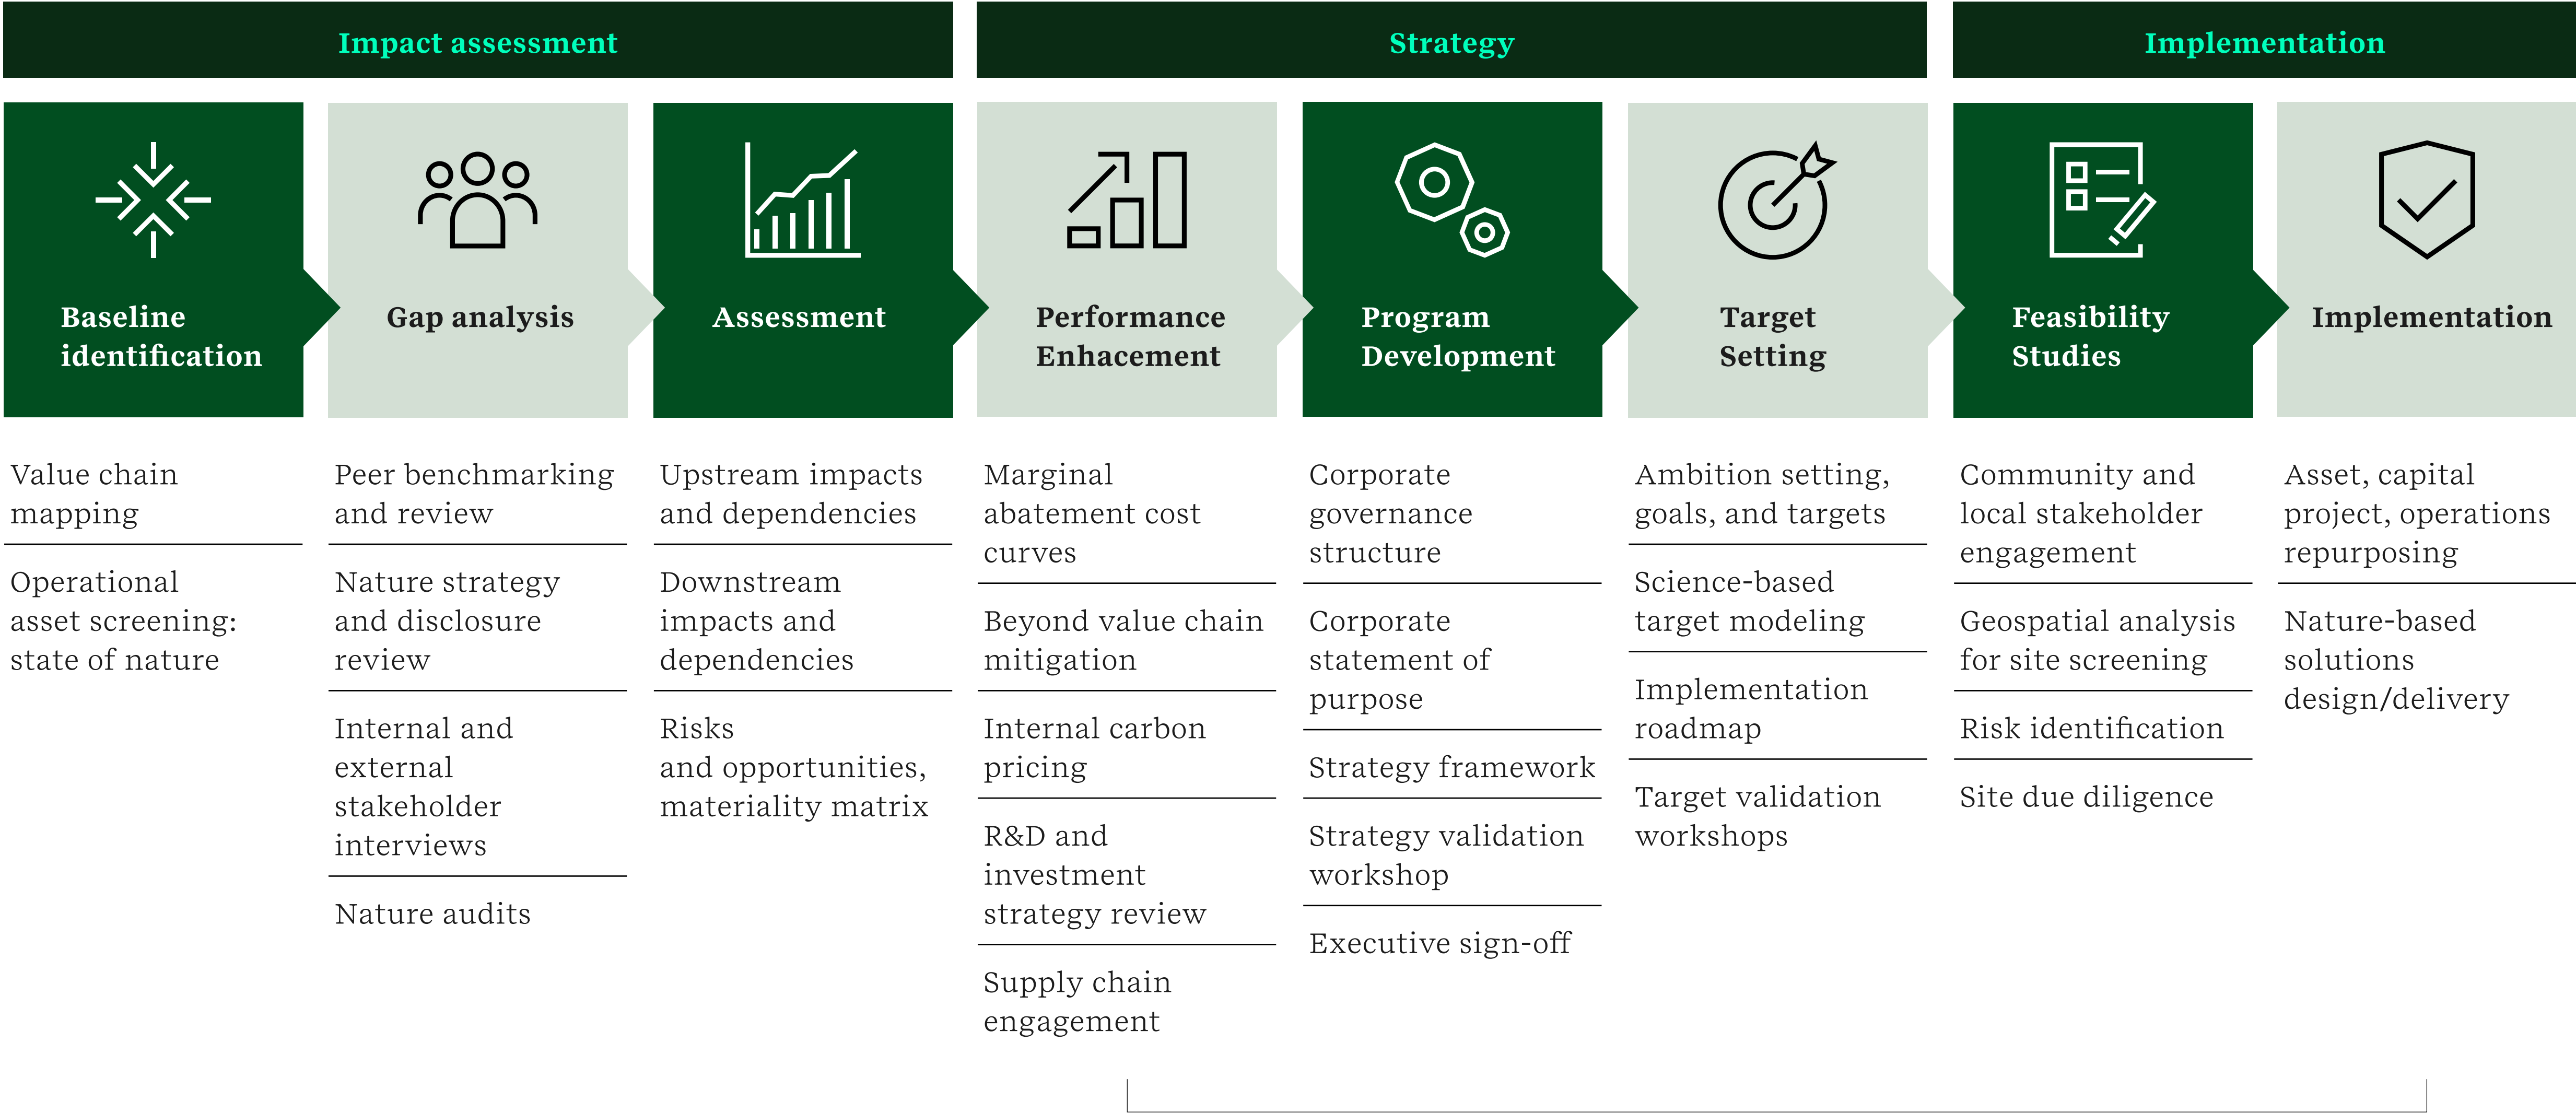 Impact assessment
Strategy
Implementation
Baseline
identification
Gap analysis
Assessment
Performance
Enhacement
Program
Development
Target
Setting
Feasibility
Studies
Implementation
Value chain
mapping
Operational
asset screening:
state of nature
Peer benchmarking
and review
Nature strategy
and disclosure
review
Internal and
external
stakeholder
interviews
Nature audits
Upstream impacts
and dependencies
Downstream
impacts and
dependencies
Risks
and opportunities,
materiality matrix
Marginal
abatement cost
curves
Beyond value chain
mitigation
Internal carbon
pricing
R&D and
investment
strategy review
Supply chain
engagement
Corporate
governance
structure
Corporate
statement of
purpose
Strategy framework
Strategy validation
workshop
Executive sign-off
Ambition setting,
goals, and targets
Science-based
target modeling
Implementation
roadmap
Target validation
workshops
Community and
local stakeholder
engagement
Geospatial analysis
for site screening
Risk identification
Site due diligence
Asset, capital
project, operations
repurposing
Nature-based
solutions
design/delivery